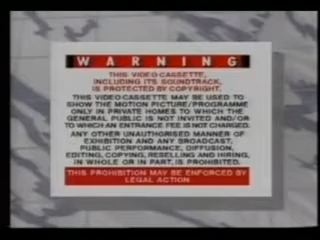 WARNING
THIS VIDEO CASSETTE,
INCLUDING ITS SOUNDTRACK,
IS PROTECTED BY COPYRIGHT.
THIS VIDEO CASSETTE MAY BE USED TO
SHOW THE MOTION PICTURE/PROGRAMME
ONLY IN PRIVATE HOMES TO WHICH THE
GENERAL PUBLIC IS NOT INVITED AND/OR
TO WHICH AN ENTRANCE FEE IS NOT CHARGED.
ANY OTHER UNAUTHORISED MANNER OF
EXHIBITION AND ANY BROADCAST,
PUBLIC PERFORMANCE, DIFFUSION,
EDITING, COPYING, RESELLING AND HIRING,
IN WHOLE OR IN PART, IS PROHIBITED.
THIS PROHIBITION MAY BE ENFORCED BY
LEGAL ACTION